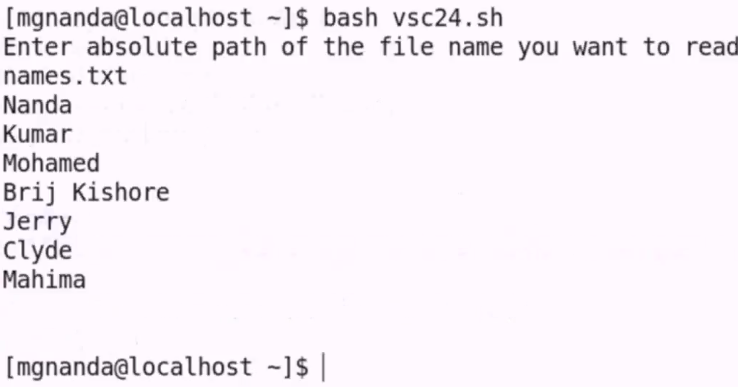 [mgnanda@localhost ~]$ bash vsc24.sh
Enter absolute path of the file name you want to read
names.txt
Nanda
Kumar
Mohamed
Brij Kishore
Jerry
Clyde
Mahima
[mgnanda@localhost ~]$